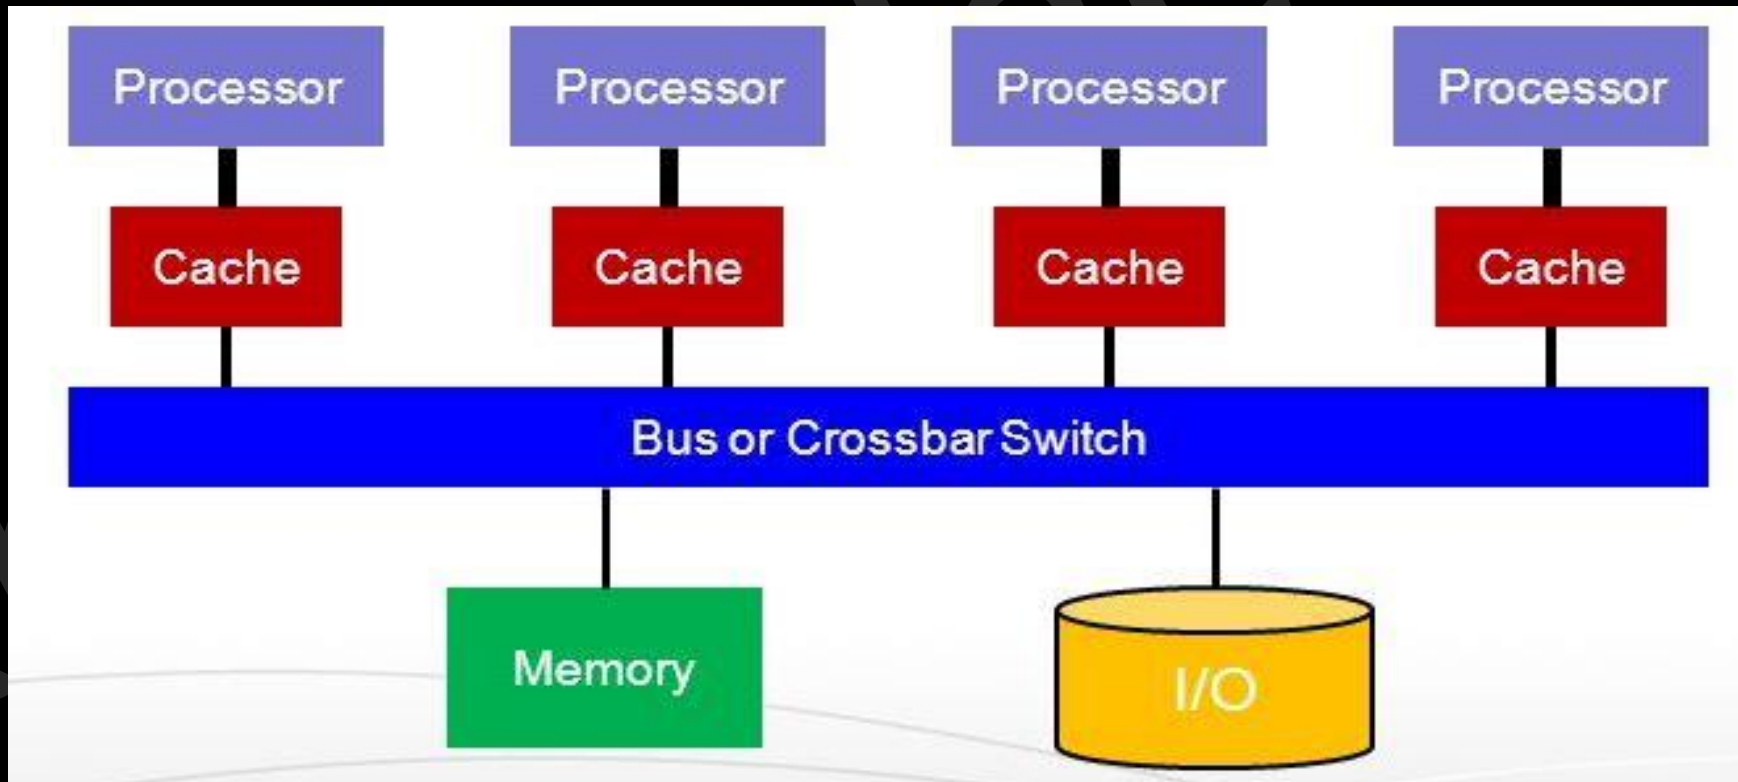 Processor Processor Processor Processor
Cache Cache Cache Cache
Bus or Crossbar Switch
Memory I/O